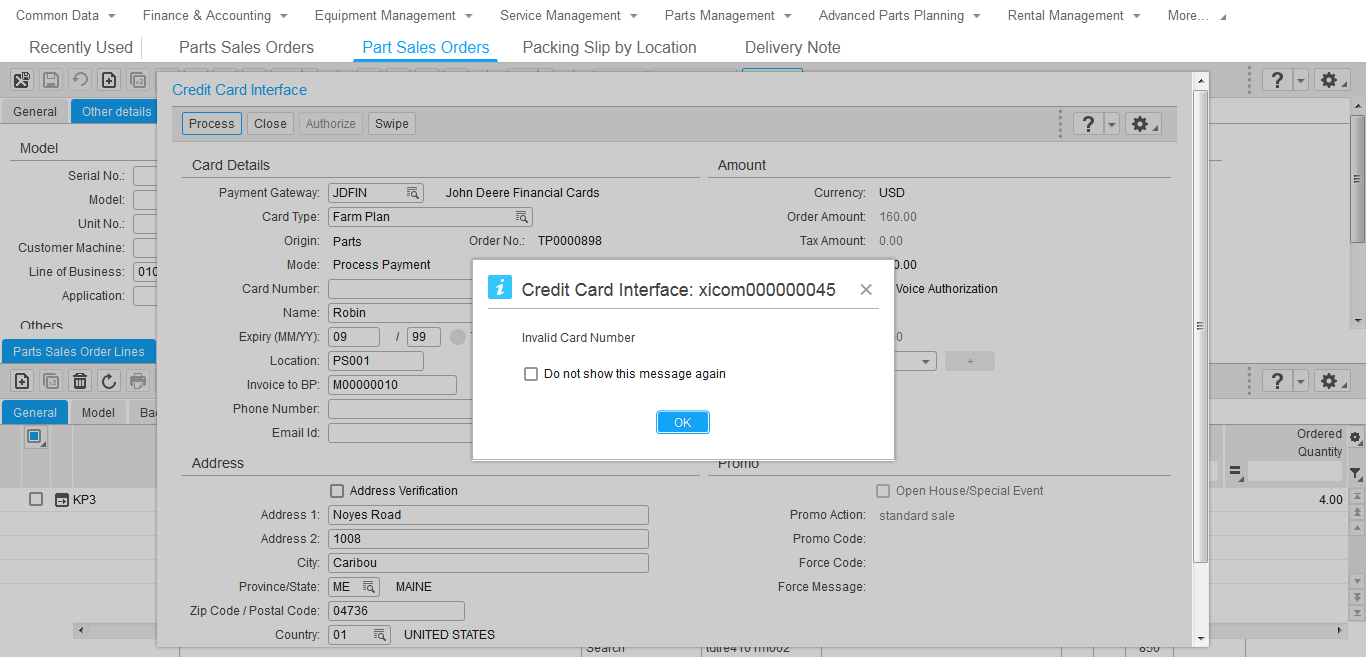 Common Data Finance & Accounting Equipment Management Service Management Parts Management Advanced Parts Planning Rental Management More...
Recently Used Parts Sales Orders Part Sales Orders Packing Slip by Location Delivery Note
Credit Card Interface
General Other details
Process Close Authorize Swipe
Model
Serial No.:
Model:
Unit No.:
Customer Machine:
Line of Business: 010
Application:
Others
Card Details Amount
Payment Gateway: JDFIN John Deere Financial Cards Currency: USD
Card Type: Farm Plan Order Amount: 160.00
Origin: Parts Order No.: TP0000898 Tax Amount: 0.00
Mode: Process Payment 0.00
Card Number: Voice Authorization
Name: Robin
Expiry (MM/YY): 09 / 99
Location: PS001 +
Invoice to BP: M00000010
Phone Number:
Email Id:
Credit Card Interface: xicom000000045
Invalid Card Number
Do not show this message again
OK
Parts Sales Order Lines
General Model Ba
Ordered
Quantity
KP3 4.00
Address Promo
Address Verification Open House/Special Event
Address 1: Noyes Road Promo Action: standard sale
Address 2: 1008 Promo Code:
City: Caribou Force Code:
Province/State: ME MAINE Force Message:
Zip Code / Postal Code: 04736
Country: 01 UNITED STATES
Search 850